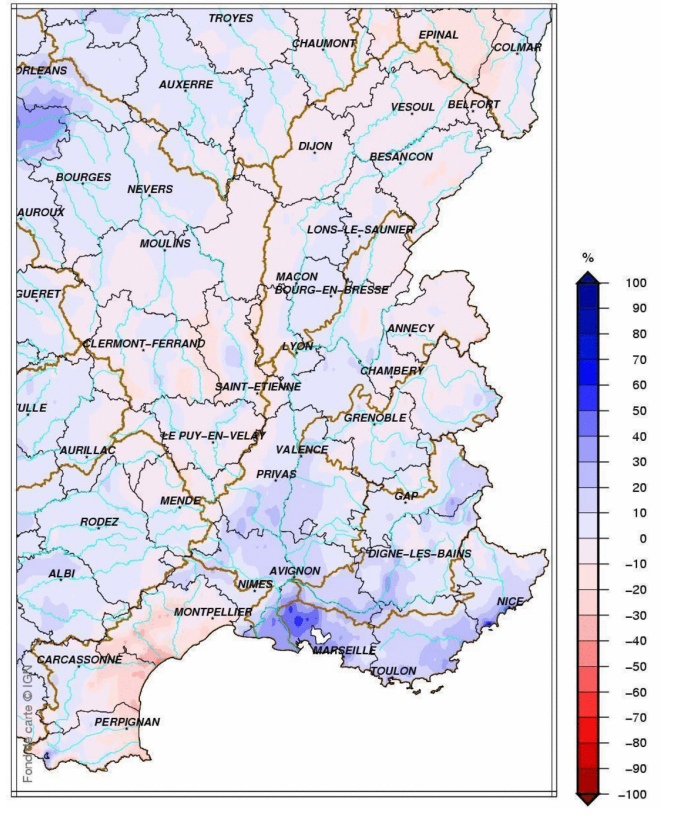 TROYES
EPINAL
CHAUMONT
COLMAR
ORLEANS
AUXERRE
VESOUL
BELFORT
DIJON
BESANCON
BOURGES
NEVERS
AUROUX
LONS-LE-SAUNIER
MOULINS
%
MACON
100
BOURG-EN-BRESSE
GUERET
90
80
ANNECY
CLERMONT-FERRAND
LYON
70
CHAMBERY
60
SAINT-ETIENNE
50
TULLE
GRENOBLE
40
LE PUY-EN-VELAY
AURILLAC
VALENCE
30
PRIVAS
20
GAP
MENDE
10
RODEZ
0
DIGNE-LES-BAINS
ALBI
AVIGNON
-10
NIMES
-20
NICE
MONTPELLIER
-30
-40
MARSEILLE
CARCASSONNE
-50
TOULON
-60
-70
PERPIGNAN
-80
-90
-100
Fond de carte © IGN